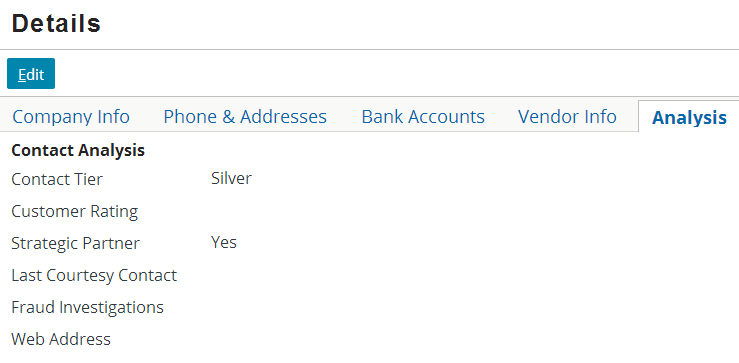 Details
Edit
Company Info Phone & Addresses Bank Accounts Vendor Info Analysis
Contact Analysis
Contact Tier Silver
Customer Rating
Strategic Partner Yes
Last Courtesy Contact
Fraud Investigations
Web Address